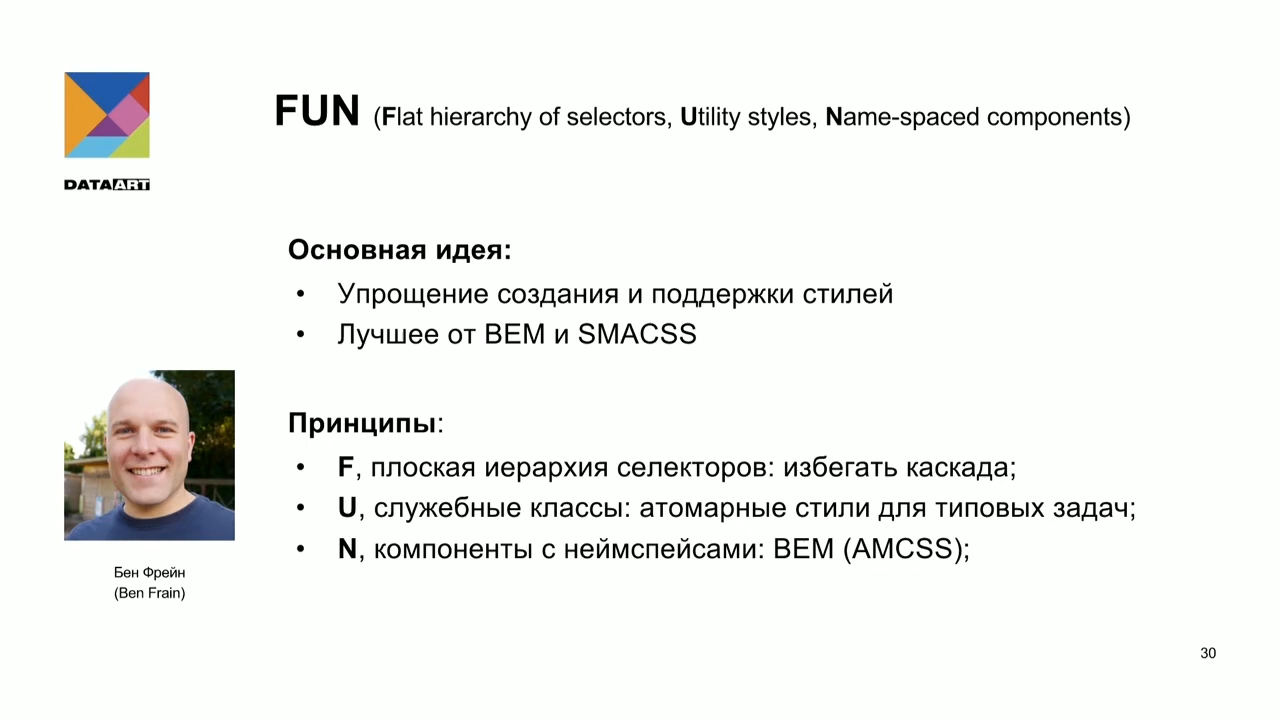 DATAART
FUN (Flat hierarchy of selectors, Utility styles, Name-spaced components)
Основная идея:
• Упрощение создания и поддержки стилей
• Лучшее от BEM и SMACSS
Принципы:
• F, плоская иерархия селекторов: избегать каскада;
• U, служебные классы: атомарные стили для типовых задач;
• N, компоненты с неймспейсами: BEM (AMCSS);
Бен Фрейн
(Ben Frain)
30